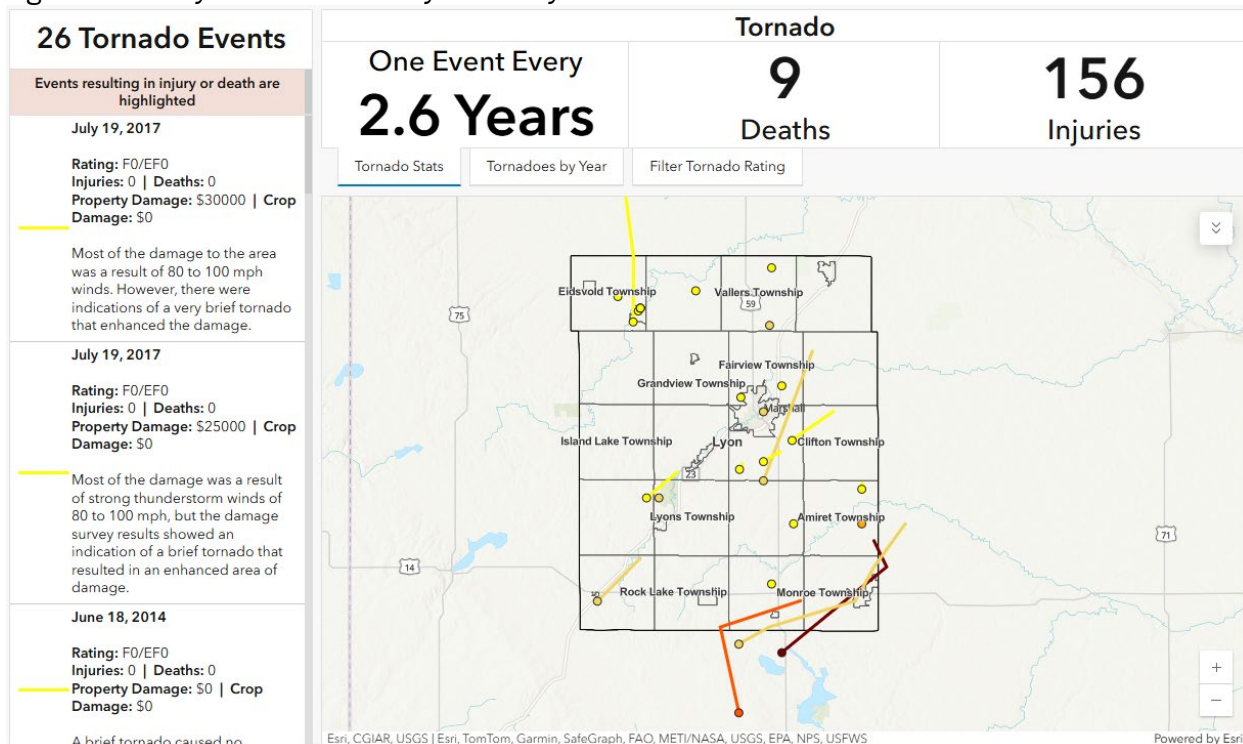 26 Tornado Events
Events resulting in injury or death are
highlighted
July 19, 2017
Rating: F0/EF0
Injuries: 0 | Deaths: 0
Property Damage: $30000 | Crop
Damage: $0
Most of the damage to the area
was a result of 80 to 100 mph
winds. However, there were
indications of a very brief tornado
that enhanced the damage.
July 19, 2017
Rating: F0/EF0
Injuries: 0 | Deaths: 0
Property Damage: $25000 | Crop
Damage: $0
Most of the damage was a result
of strong thunderstorm winds of
80 to 100 mph, but the damage
survey results showed an
indication of a brief tornado that
resulted in an enhanced area of
damage.
June 18, 2014
Rating: F0/EF0
Injuries: 0 | Deaths: 0
Property Damage: $0 | Crop
Damage: $0
A brief tornado caused no
Tornado
One Event Every
2.6 Years
9
Deaths
156
Injuries
Tornado Stats
Tornadoes by Year
Filter Tornado Rating
Eidsvold Township
Vallers Township
59
75
Fairview Township
Grandview Township
Marshall
Island Lake Township
Lyon
Clifton Township
23
Lyons Township
Amiret Township
71
14
Rock Lake Township
Monroe Township
Esri, CGIAR, USGS | Esri, TomTom, Garmin, SafeGraph, FAO, METI/NASA, USGS, EPA, NPS, USFWS
Powered by Esri